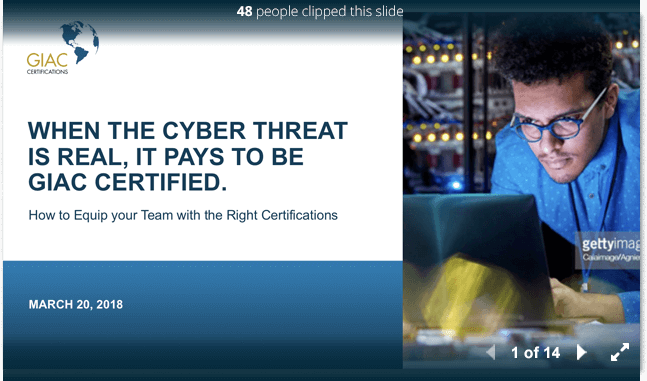 48 people clipped this slide
GIAC
CERTIFICATIONS
WHEN THE CYBER THREAT
IS REAL, IT PAYS TO BE
GIAC CERTIFIED.
How to Equip your Team with the Right Certifications
gettyimag
Caiaimage/Agnie
MARCH 20, 2018
1 of 14